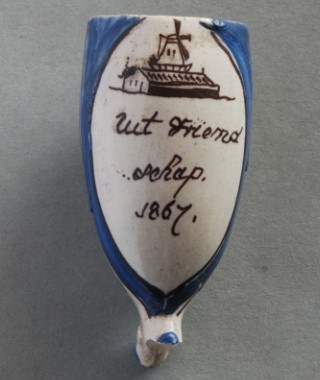 Uit Vriend
schap.
1867.